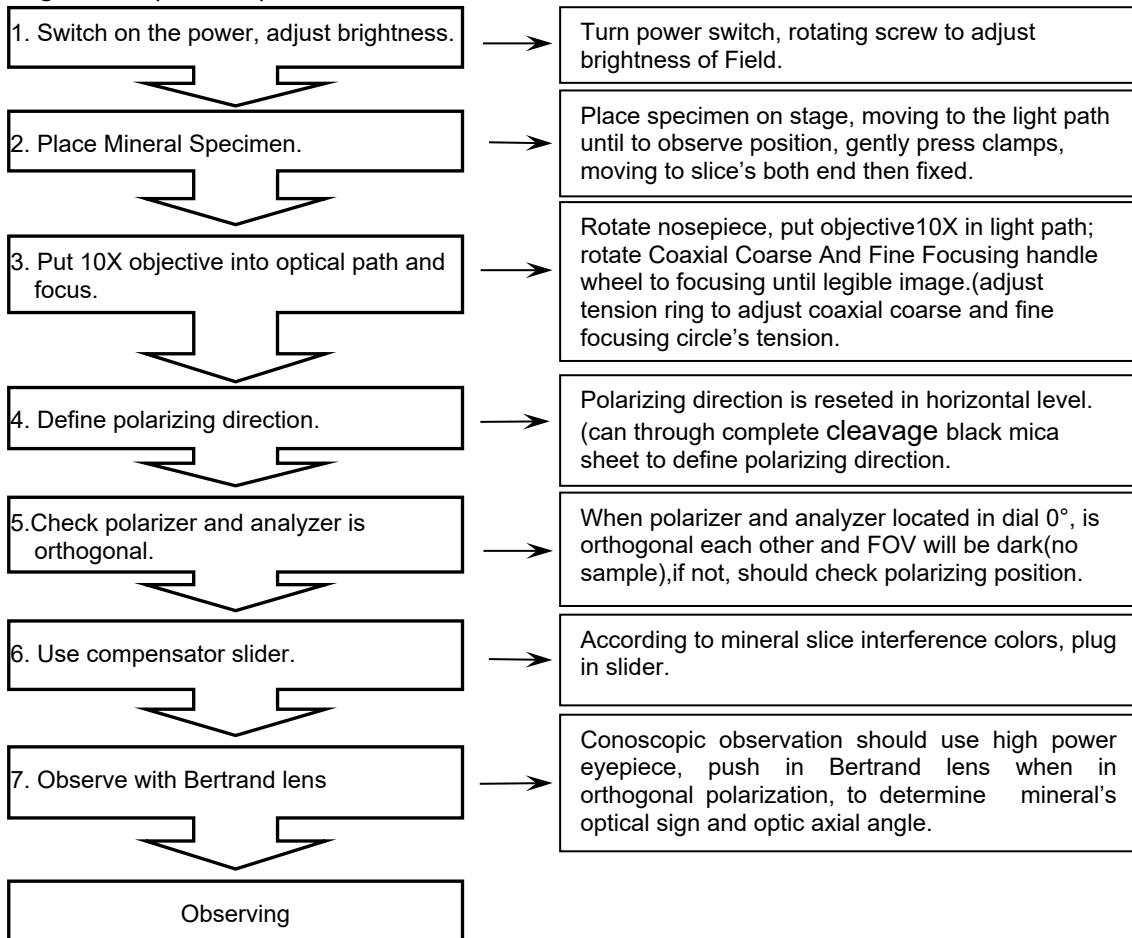 1. Switch on the power, adjust brightness.
Turn power switch, rotating screw to adjust
brightness of Field.
2. Place Mineral Specimen.
Place specimen on stage, moving to the light path
until to observe position, gently press clamps,
moving to slice's both end then fixed.
3. Put 10X objective into optical path and
focus.
Rotate nosepiece, put objective10X in light path;
rotate Coaxial Coarse And Fine Focusing handle
wheel to focusing until legible image.(adjust
tension ring to adjust coaxial coarse and fine
focusing circle's tension.
4. Define polarizing direction.
Polarizing direction is reseted in horizontal level.
(can through complete cleavage black mica
sheet to define polarizing direction.
5.Check polarizer and analyzer is
orthogonal.
When polarizer and analyzer located in dial 0°, is
orthogonal each other and FOV will be dark(no
sample),if not, should check polarizing position.
6. Use compensator slider.
According to mineral slice interference colors, plug
in slider.
7. Observe with Bertrand lens
Conoscopic observation should use high power
eyepiece, push in Bertrand lens when in
orthogonal polarization, to determine mineral's
optical sign and optic axial angle.
Observing